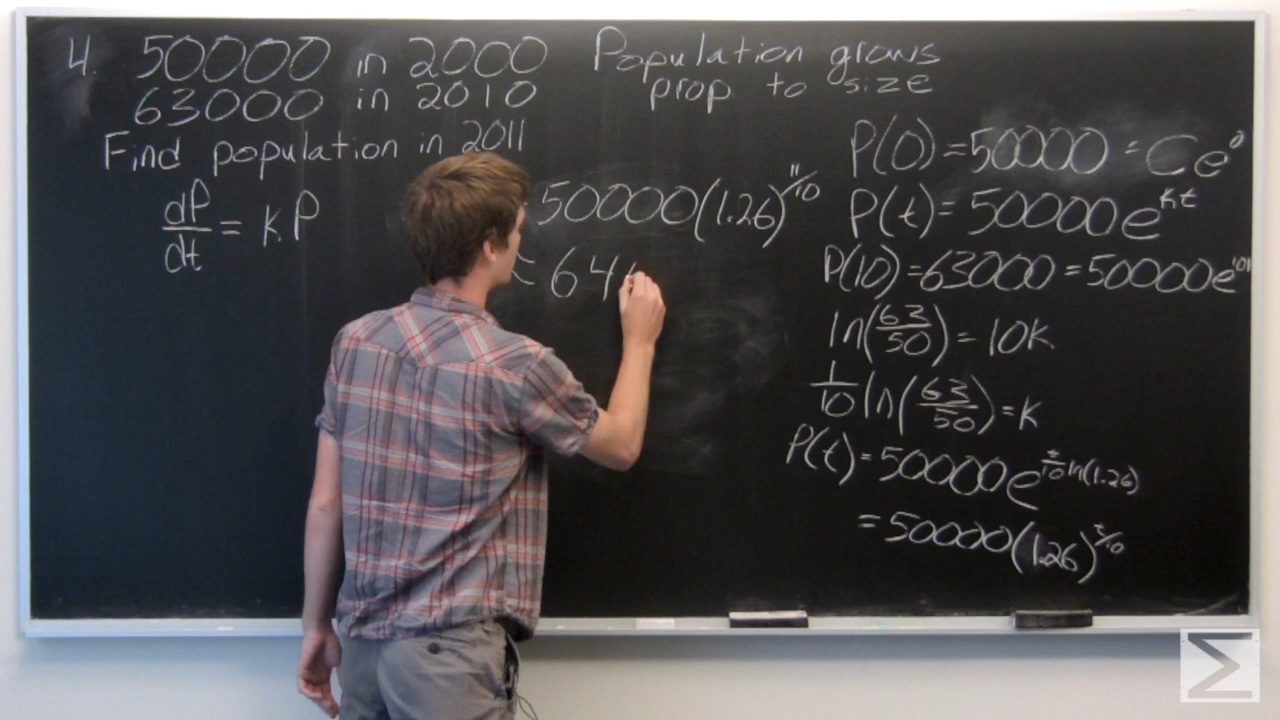 4. 50000 in 2000
63000 in 2010
Find population in 2011
dP/dt = kP
Population grows
prop to size
50000(1.26)^11/10
≈ 64
P(0) = 50000 = Ce^0
P(t) = 50000e^kt
P(10) = 63000 = 50000e^10k
ln(63/50) = 10k
1/10 ln(63/50) = k
P(t) = 50000e^t/10 ln(1.26)
= 50000(1.26)^t/10
Σ